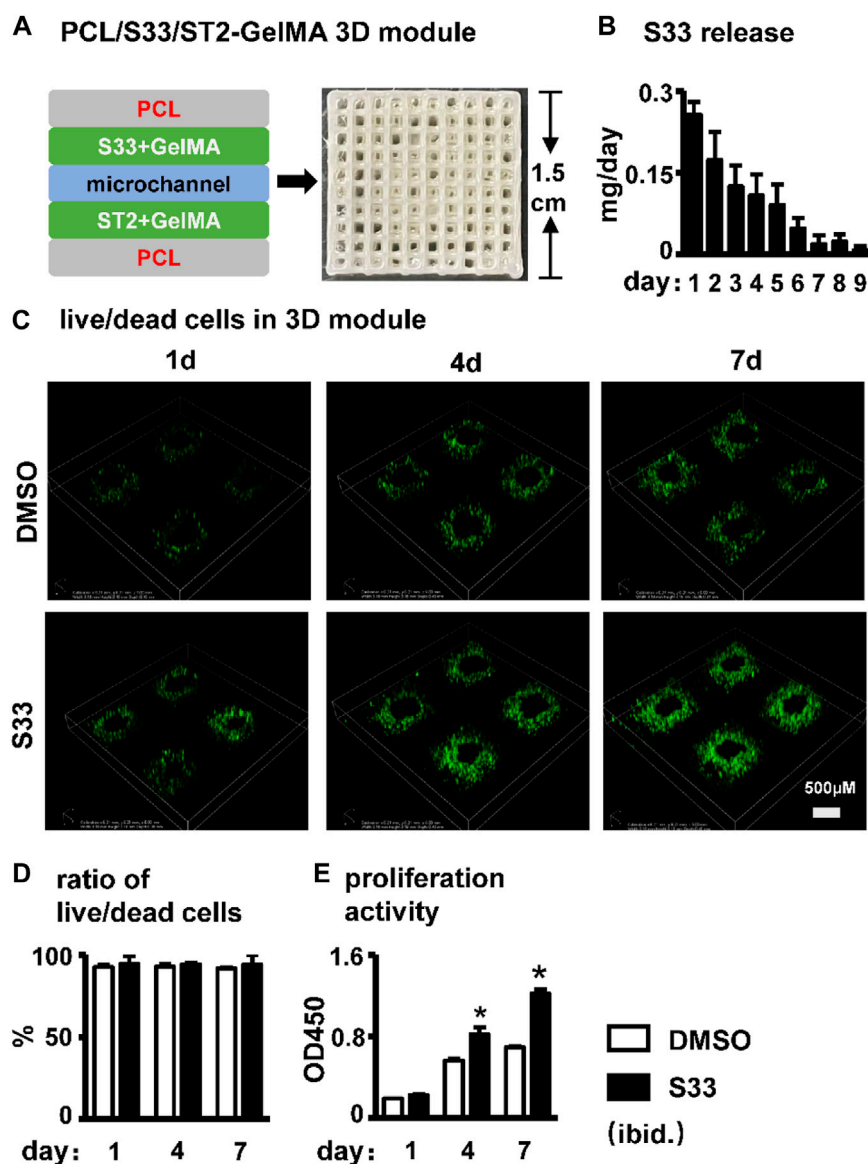 A PCL/S33/ST2-GelMA 3D module
PCL
S33+GelMA
microchannel
ST2+GelMA
PCL
1.5
cm
B S33 release
mg/day
0.3
0.15
0
day: 1 2 3 4 5 6 7 8 9
C live/dead cells in 3D module
1d 4d 7d
DMSO
S33
500μM
D ratio of
live/dead cells
%
100
50
0
day: 1 4 7
E proliferation
activity
OD450
1.6
0.8
0
* *
day: 1 4 7
DMSO
S33
(ibid.)